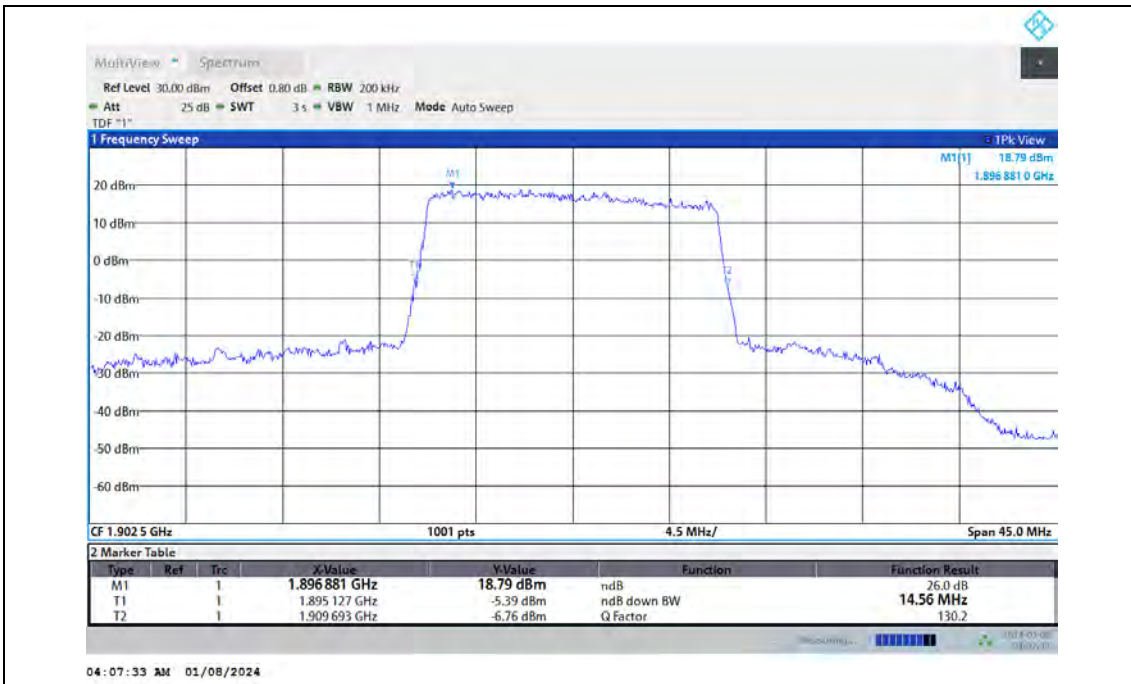 MultiView Spectrum
Ref Level 30.00 dBm Offset 0.80 dB RBW 200 kHz
Att 25 dB SWT 3 s VBW 1 MHz Mode Auto Sweep
TDF "1"
1 Frequency Sweep 1Pk View
M1[1] 18.79 dBm
1.896 881 0 GHz
M1
20 dBm
10 dBm
0 dBm
T1
T2
-10 dBm
-20 dBm
-30 dBm
-40 dBm
-50 dBm
-60 dBm
CF 1.902 5 GHz 1001 pts 4.5 MHz/ Span 45.0 MHz
2 Marker Table
Type Ref Trc X-Value Y-Value Function Function Result
M1 1 1.896 881 GHz 18.79 dBm ndB 26.0 dB
T1 1 1.895 127 GHz -5.39 dBm ndB down BW 14.56 MHz
T2 1 1.909 693 GHz -6.76 dBm Q Factor 130.2
Measuring...
04:07:33 AM 01/08/2024